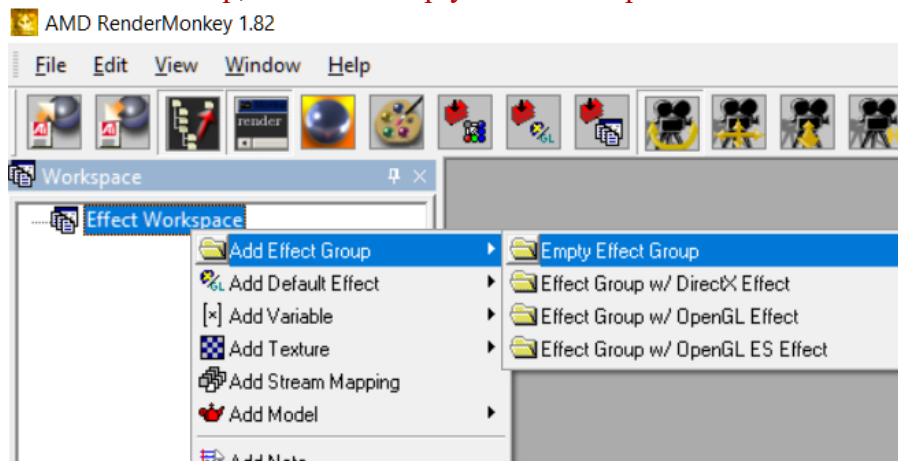 AMD RenderMonkey 1.82
File Edit View Window Help
render
Workspace
Effect Workspace
Add Effect Group
Empty Effect Group
Add Default Effect
Effect Group w/ DirectX Effect
Add Variable
Effect Group w/ OpenGL Effect
Add Texture
Effect Group w/ OpenGL ES Effect
Add Stream Mapping
Add Model
Add Note